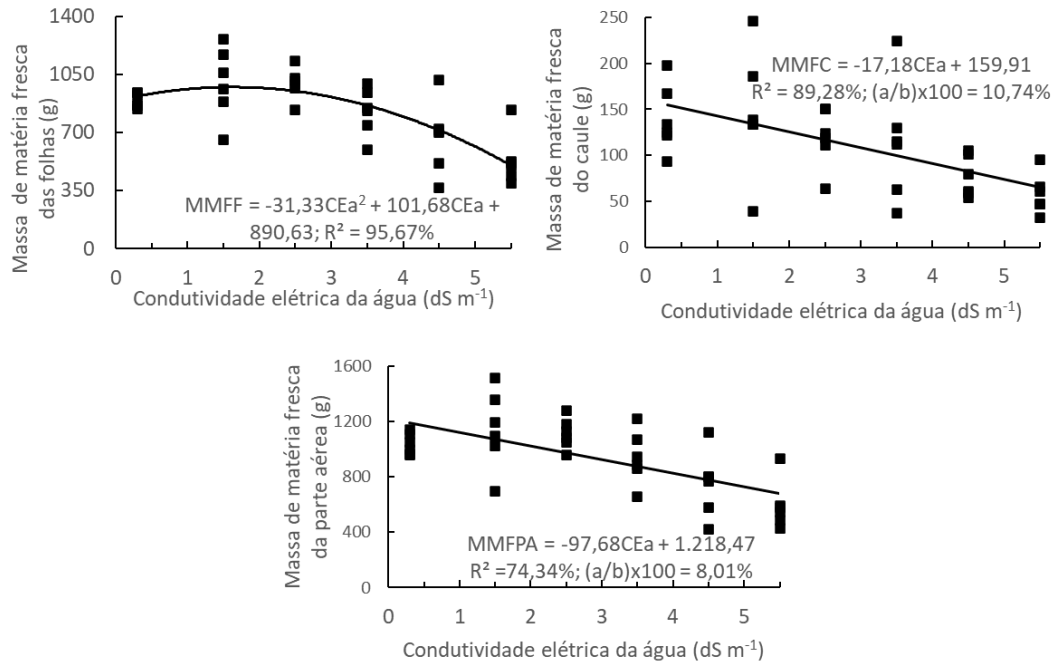 Massa de matéria fresca
das folhas (g)
1400
1050
700
350
0
MMFF = -31,33CEa² + 101,68CEa +
890,63; R² = 95,67%
0 1 2 3 4 5
Condutividade elétrica da água (dS m⁻¹)
Massa de matéria fresca
do caule (g)
250
200
150
100
50
0
MMFC = -17,18CEa + 159,91
R² = 89,28%; (a/b)x100 = 10,74%
0 1 2 3 4 5
Condutividade elétrica da água (dS m⁻¹)
Massa de matéria fresca
da parte aérea (g)
1600
1200
800
400
0
MMFPA = -97,68CEa + 1.218,47
R² =74,34%; (a/b)x100 = 8,01%
0 1 2 3 4 5
Condutividade elétrica da água (dS m⁻¹)